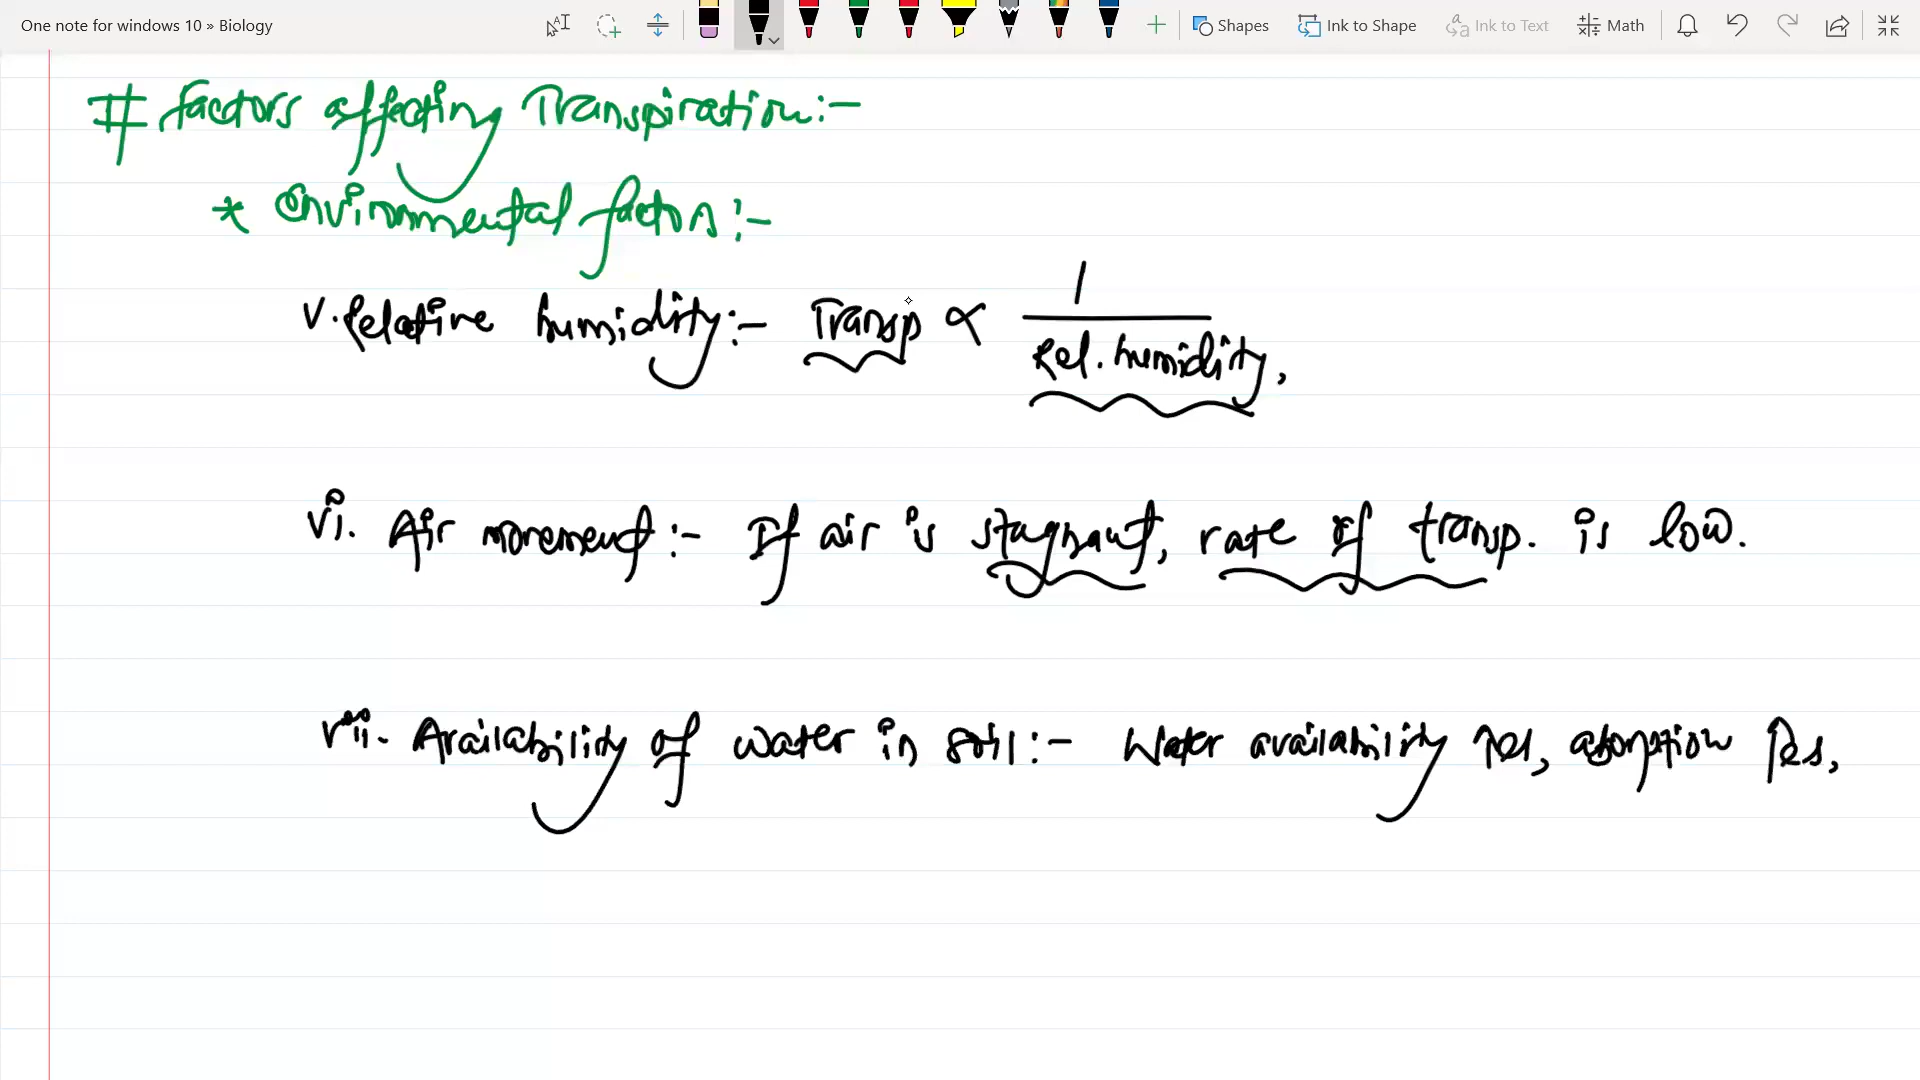 One note for windows 10 » Biology
Shapes Ink to Shape Ink to Text Math
# Factors affecting Transpiration:-
* Environmental factors:-
v. Relative humidity:- Transp ∝ 1 / Rel. humidity,
vi. Air movement:- If air is stagnant, rate of transp. is low.
vii. Availability of water in soil:- Water availability ↑es, absorption ↑es,